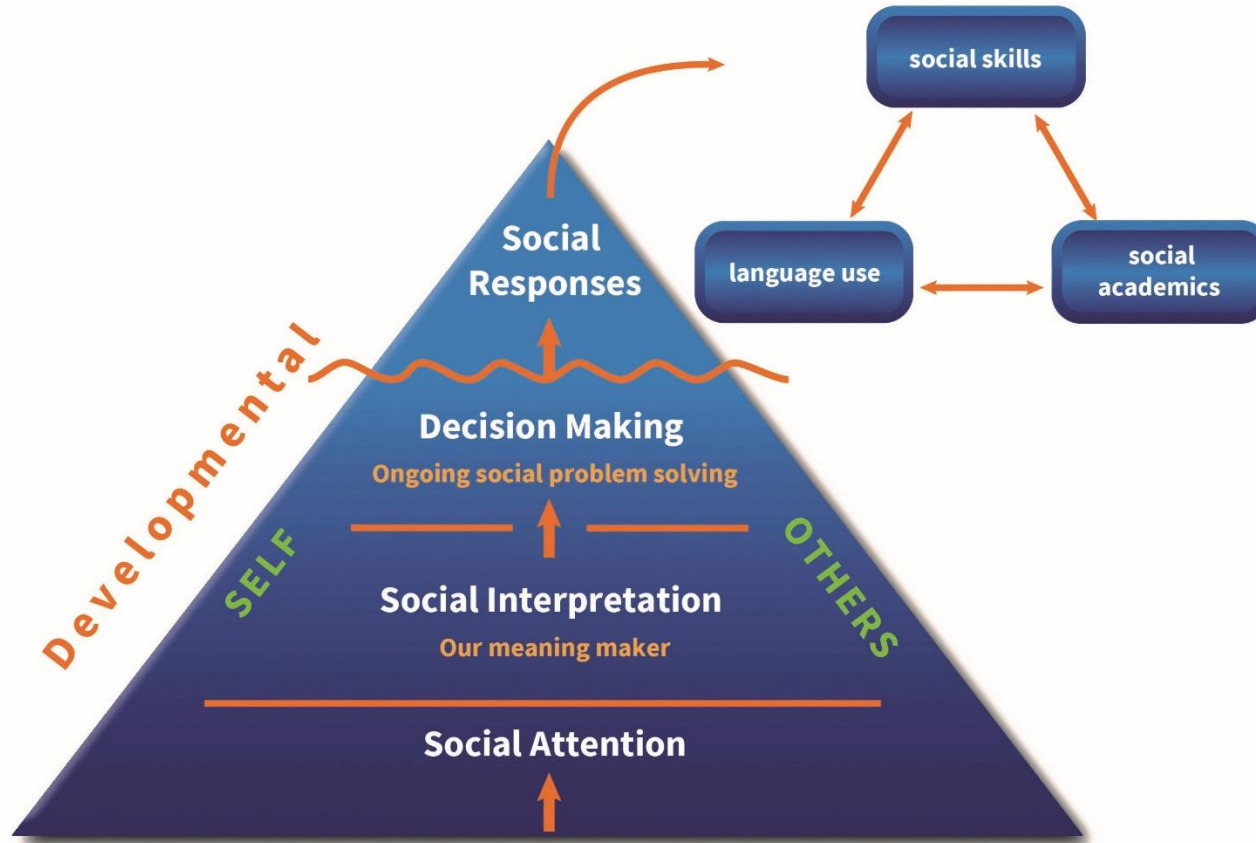 social skills
language use
social
academics
Social
Responses
Developmental
Decision Making
Ongoing social problem solving
SELF
OTHERS
Social Interpretation
Our meaning maker
Social Attention